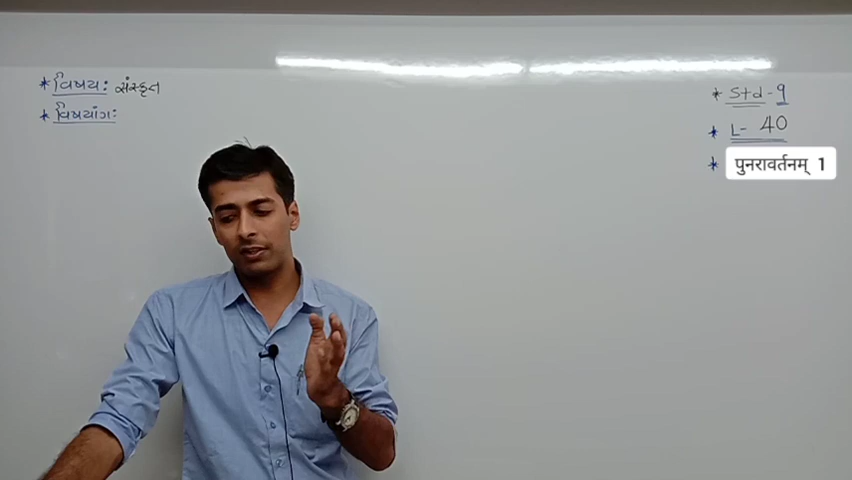 * વિષયઃ સંસ્કૃત
* વિષયાંગઃ
* Std - 9
* L - 40
* पुनरावर्तनम् 1